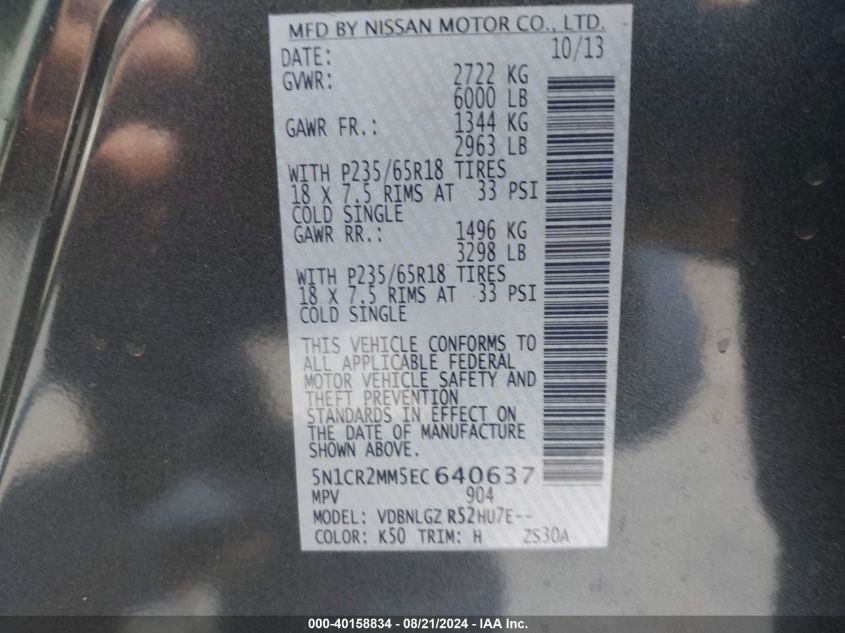 MFD BY NISSAN MOTOR CO., LTD.
DATE: 10/13
GVWR: 2722 KG
6000 LB
GAWR FR.: 1344 KG
2963 LB
WITH P235/65R18 TIRES
18 X 7.5 RIMS AT 33 PSI
COLD SINGLE
GAWR RR.: 1496 KG
3298 LB
WITH P235/65R18 TIRES
18 X 7.5 RIMS AT 33 PSI
COLD SINGLE
THIS VEHICLE CONFORMS TO
ALL APPLICABLE FEDERAL
MOTOR VEHICLE SAFETY AND
THEFT PREVENTION
STANDARDS IN EFFECT ON
THE DATE OF MANUFACTURE
SHOWN ABOVE.
5N1CR2MM5EC640637
MPV 904
MODEL: VDBNLGZ R52HU7E--
COLOR: K50 TRIM: H ZS30A
000-40158834 - 08/21/2024 - IAA Inc.